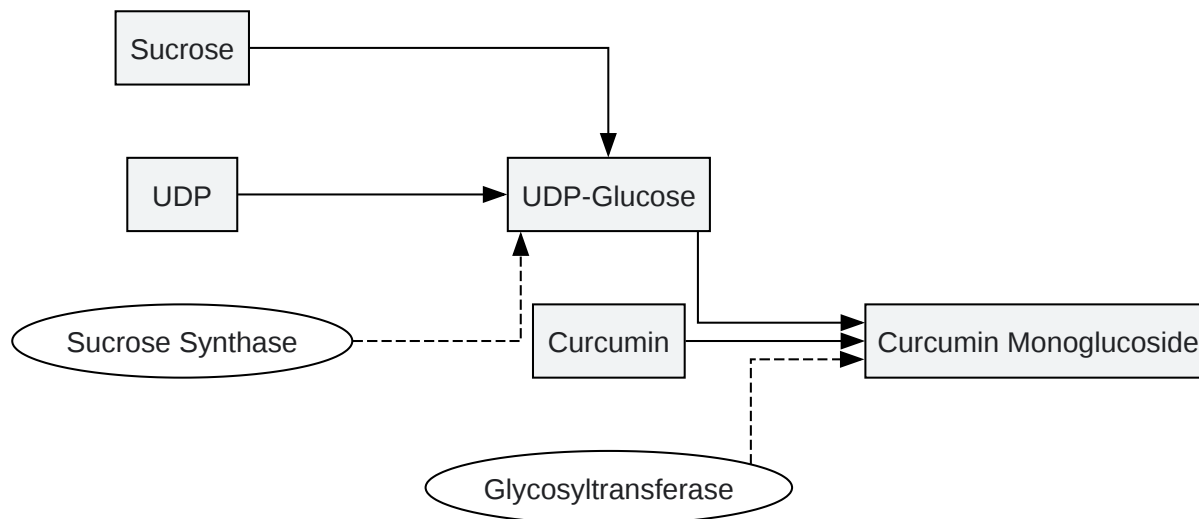 Sucrose
UDP
UDP-Glucose
Sucrose Synthase
Curcumin
Curcumin Monoglucoside
Glycosyltransferase